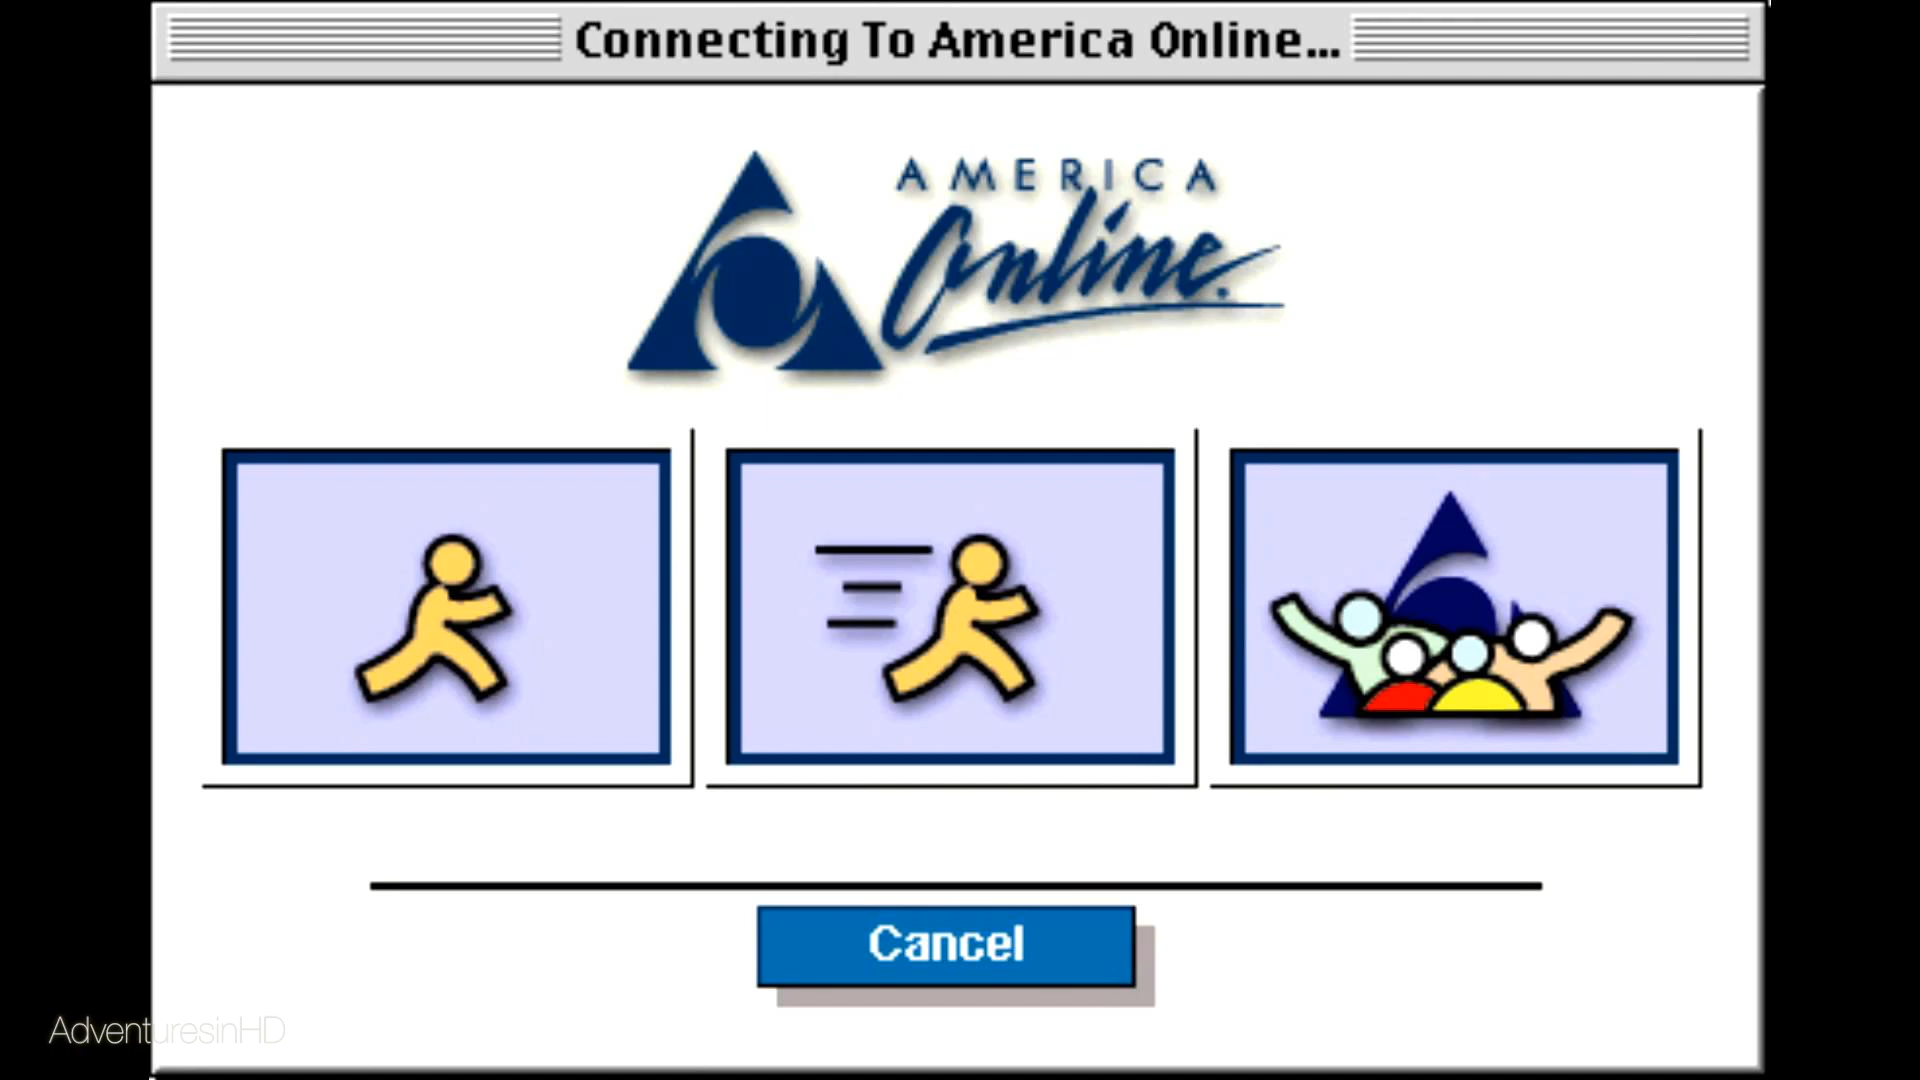 Connecting To America Online...
AMERICA
Online.
Cancel
AdventuresinHD